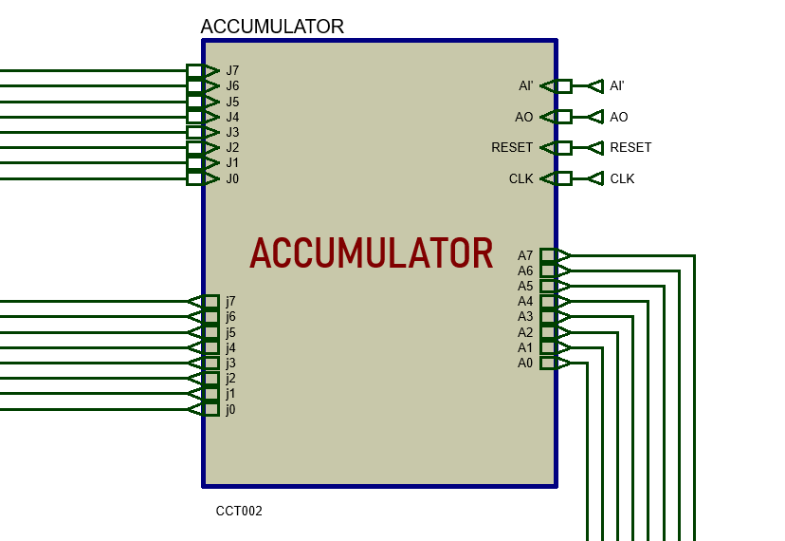 ACCUMULATOR
J7
J6
J5
J4
J3
J2
J1
J0
AI' AI'
AO AO
RESET RESET
CLK CLK
ACCUMULATOR
A7
A6
A5
A4
A3
A2
A1
A0
j7
j6
j5
j4
j3
j2
j1
j0
CCT002